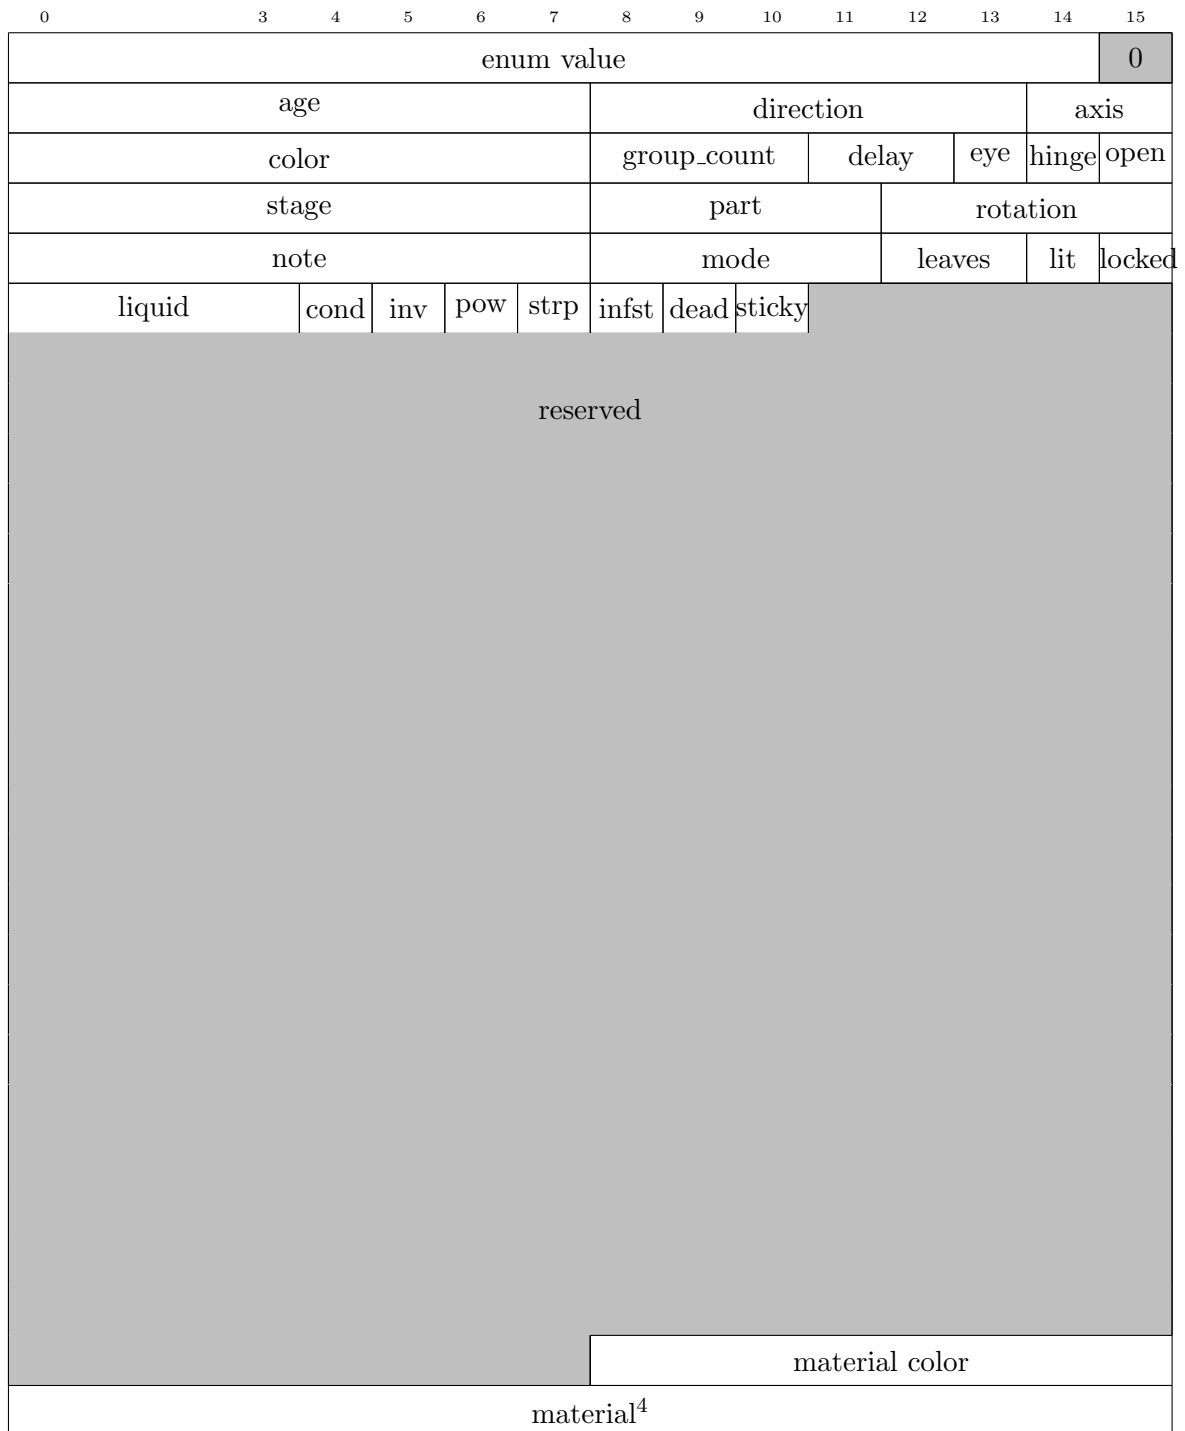 0 3 4 5 6 7 8 9 10 11 12 13 14 15
enum value 0
age direction axis
color group_count delay eye hinge open
stage part rotation
note mode leaves lit locked
liquid cond inv pow strp infst dead sticky
reserved
material color
material⁴